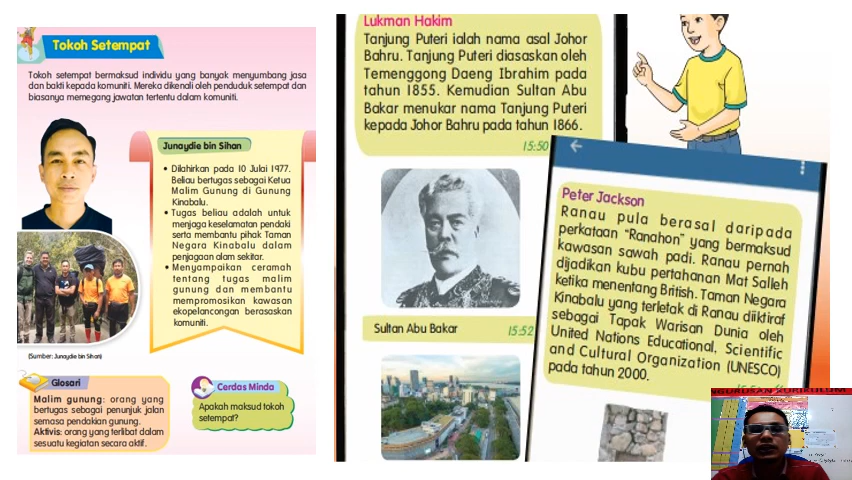 Tokoh Setempat
Tokoh setempat bermaksud individu yang banyak menyumbang jasa
dan bakti kepada komuniti. Mereka dikenali oleh penduduk setempat dan
biasanya memegang jawatan tertentu dalam komuniti.
Junaydie bin Sihan
• Dilahirkan pada 10 Julai 1977.
Beliau bertugas sebagai Ketua
Malim Gunung di Gunung
Kinabalu.
• Tugas beliau adalah untuk
menjaga keselamatan pendaki
serta membantu pihak Taman
Negara Kinabalu dalam
penjagaan alam sekitar.
• Menyampaikan ceramah
tentang tugas malim
gunung dan membantu
mempromosikan kawasan
ekopelancongan berasaskan
komuniti.
(Sumber: Junaydie bin Sihan)
Glosari
Malim gunung: orang yang
bertugas sebagai penunjuk jalan
semasa pendakian gunung.
Aktivis: orang yang terlibat dalam
sesuatu kegiatan secara aktif.
Cerdas Minda
Apakah maksud tokoh
setempat?
Lukman Hakim
Tanjung Puteri ialah nama asal Johor
Bahru. Tanjung Puteri diasaskan oleh
Temenggong Daeng Ibrahim pada
tahun 1855. Kemudian Sultan Abu
Bakar menukar nama Tanjung Puteri
kepada Johor Bahru pada tahun 1866.
15:50
Sultan Abu Bakar
15:52
Peter Jackson
Ranau pula berasal daripada
perkataan "Ranahon" yang bermaksud
kawasan sawah padi. Ranau pernah
dijadikan kubu pertahanan Mat Salleh
ketika menentang British. Taman Negara
Kinabalu yang terletak di Ranau diiktiraf
sebagai Tapak Warisan Dunia oleh
United Nations Educational, Scientific
and Cultural Organization (UNESCO)
pada tahun 2000.